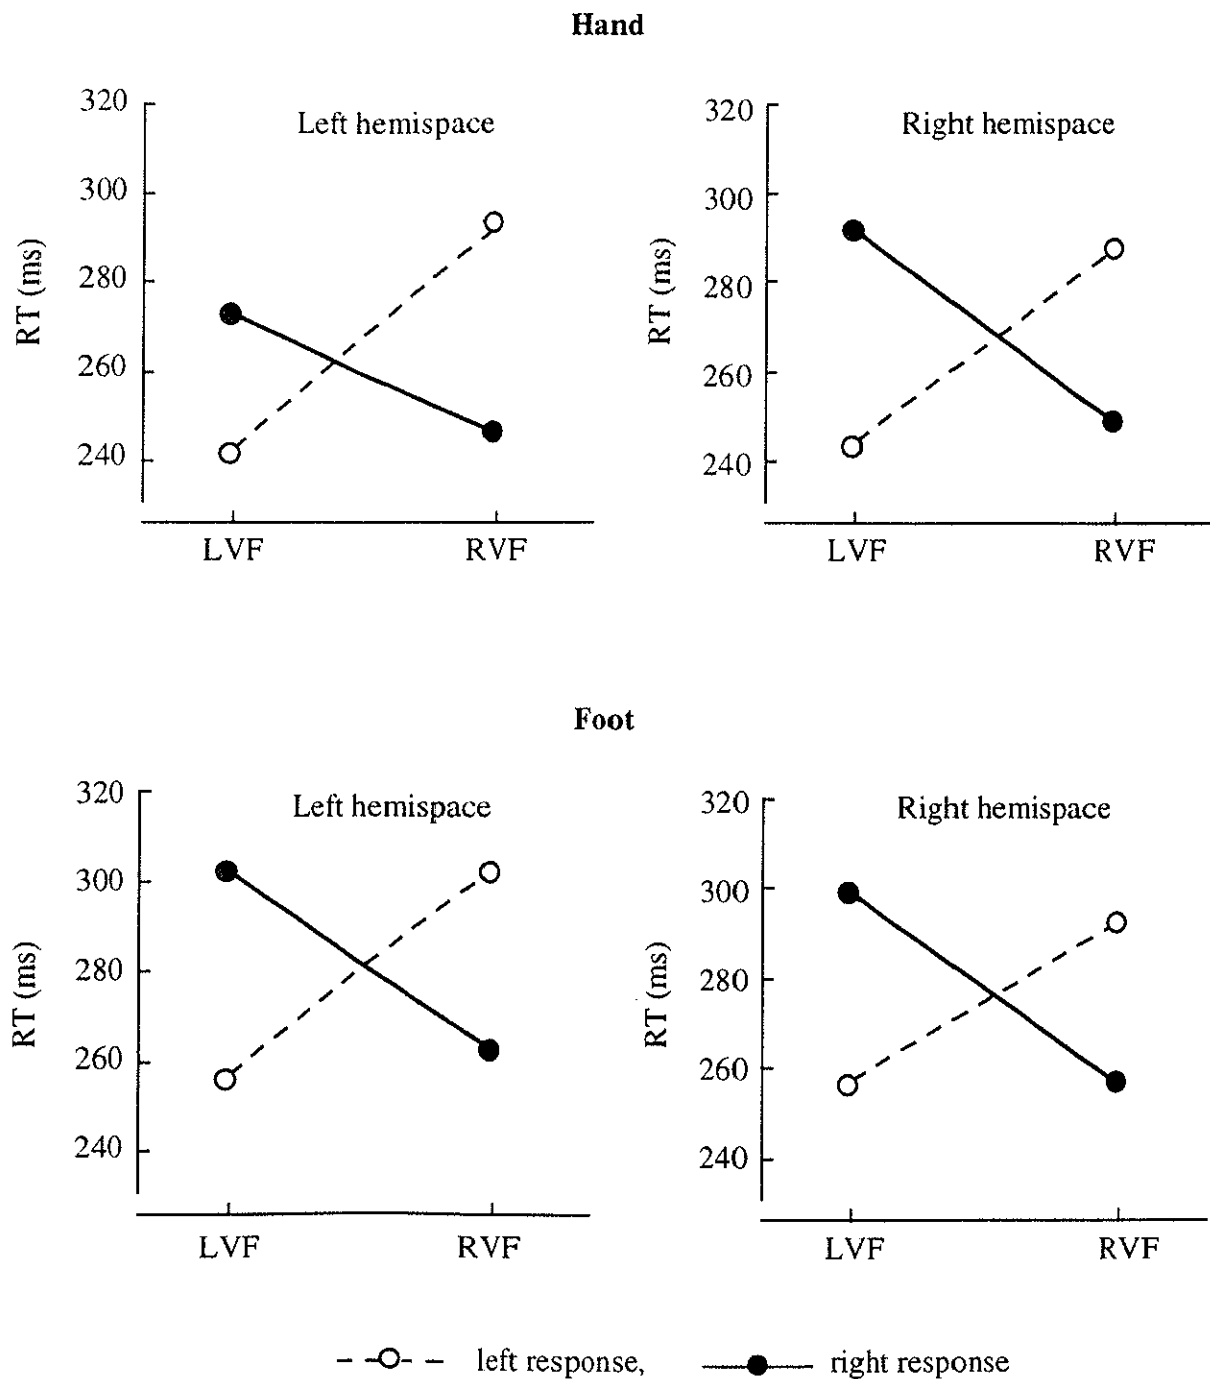 Hand
Left hemispace
Right hemispace
320
300
280
260
240
RT (ms)
LVF RVF
320
300
280
260
240
RT (ms)
LVF RVF
Foot
Left hemispace
Right hemispace
320
300
280
260
240
RT (ms)
LVF RVF
320
300
280
260
240
RT (ms)
LVF RVF
left response, right response